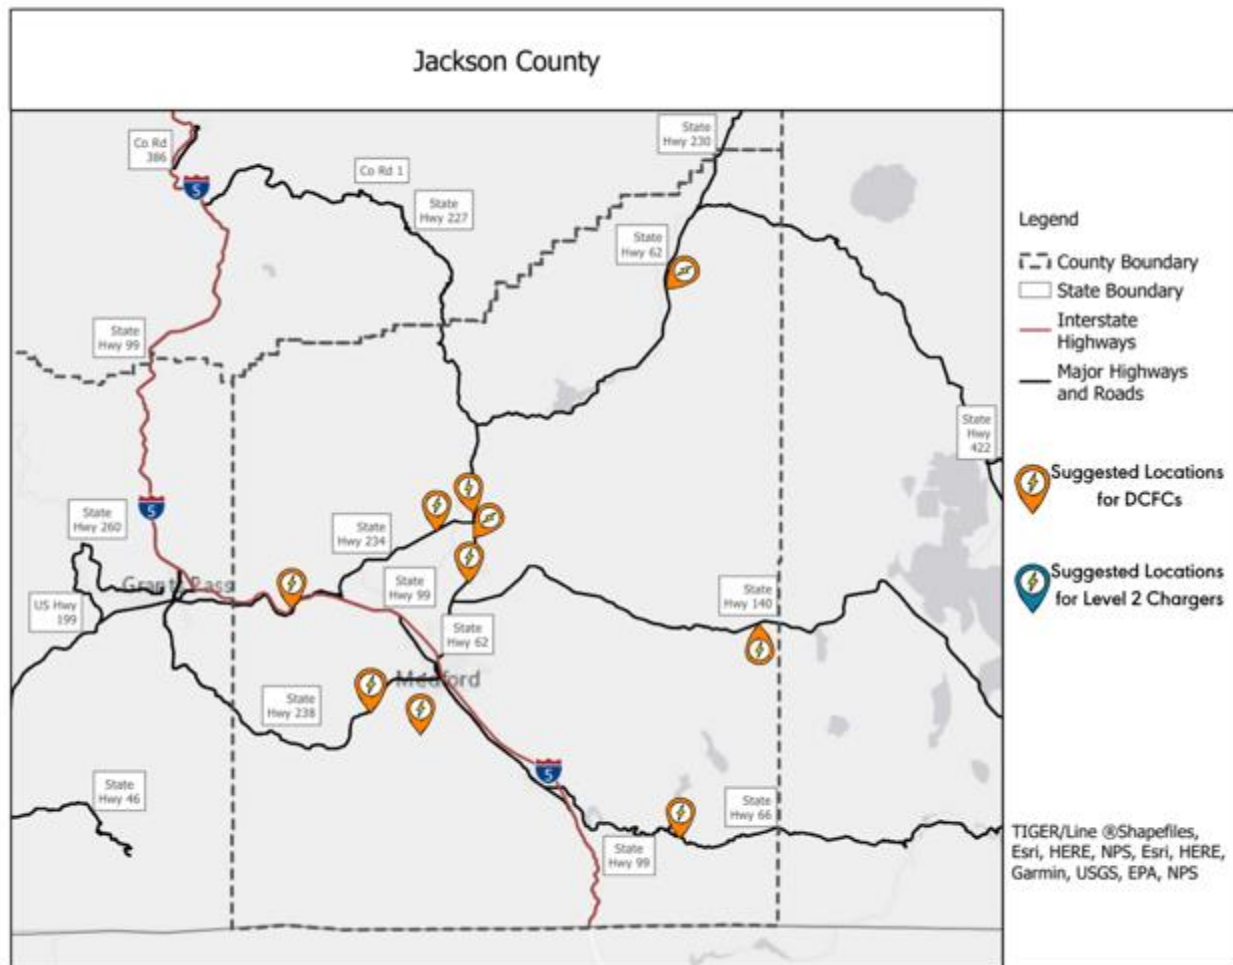 Jackson County
Co Rd
386
5
Co Rd 1
State
Hwy 227
State
Hwy 230
State
Hwy 62
State
Hwy 99
State
Hwy
422
5
State
Hwy 260
Grants Pass
State
Hwy 234
State
Hwy 99
US Hwy
199
State
Hwy 62
State
Hwy 140
Medford
State
Hwy 238
5
State
Hwy 46
State
Hwy 66
State
Hwy 99
Legend
County Boundary
State Boundary
Interstate
Highways
Major Highways
and Roads
Suggested Locations
for DCFCs
Suggested Locations
for Level 2 Chargers
TIGER/Line ®Shapefiles,
Esri, HERE, NPS, Esri, HERE,
Garmin, USGS, EPA, NPS